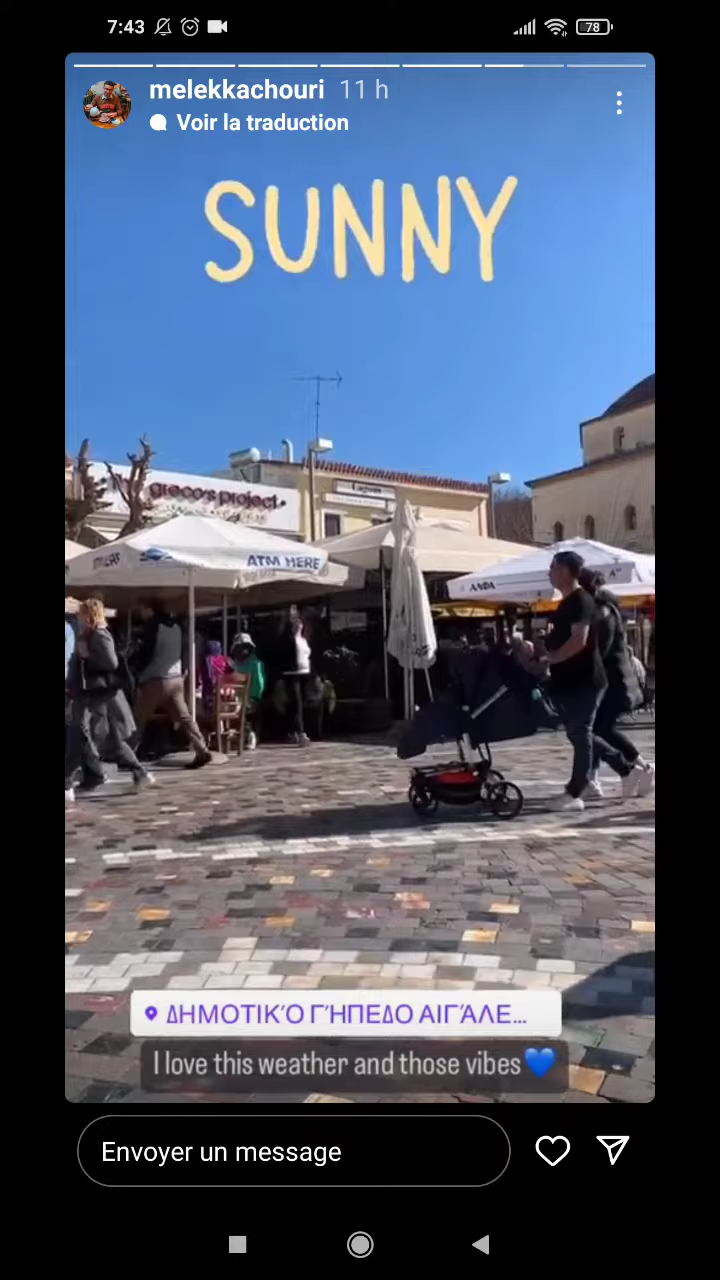 7:43
78
melekkachouri 11 h
Voir la traduction
SUNNY
greco's project
ATM HERE
ΔΗΜΟΤΙΚΌ ΓΉΠΕΔΟ ΑΙΓΆΛΕ...
I love this weather and those vibes💙
Envoyer un message